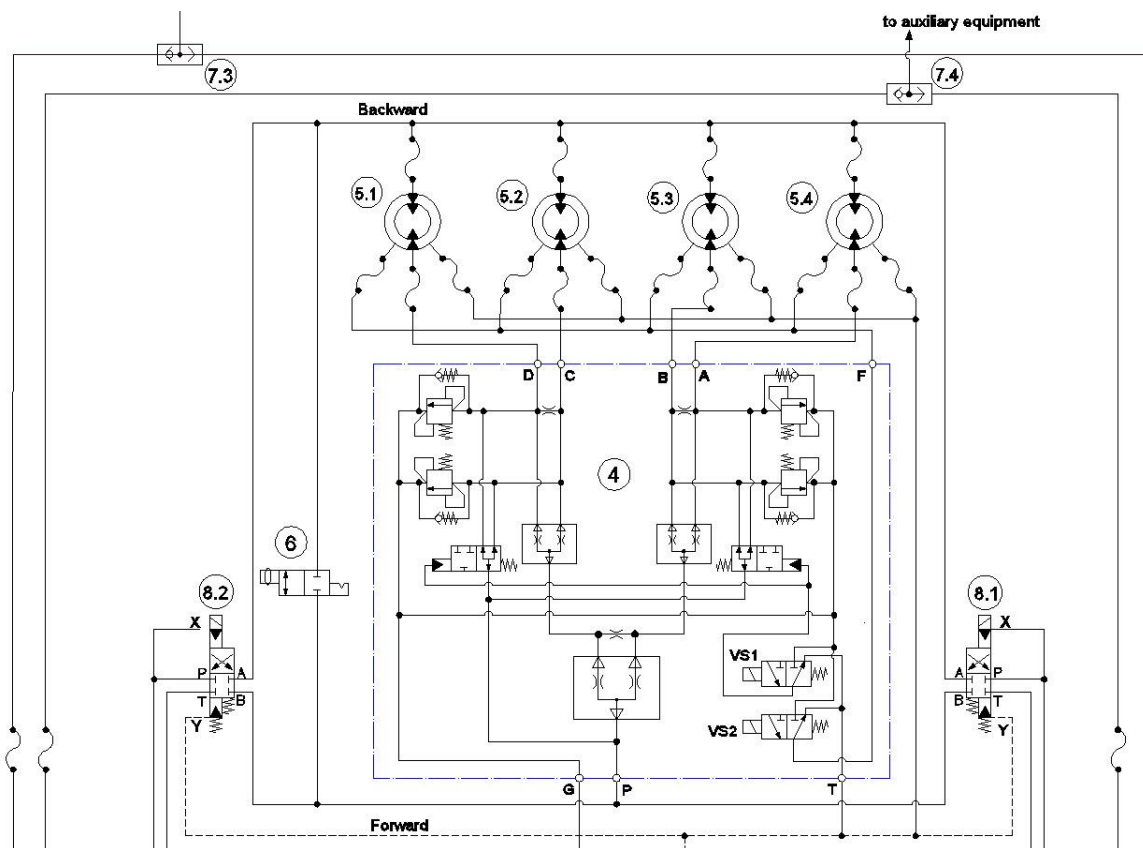 to auxiliary equipment
7.3
7.4
Backward
5.1
5.2
5.3
5.4
D C B A F
4
6
8.2
8.1
X X
VS1
P A A P
T B B T
Y Y
VS2
G P T
Forward